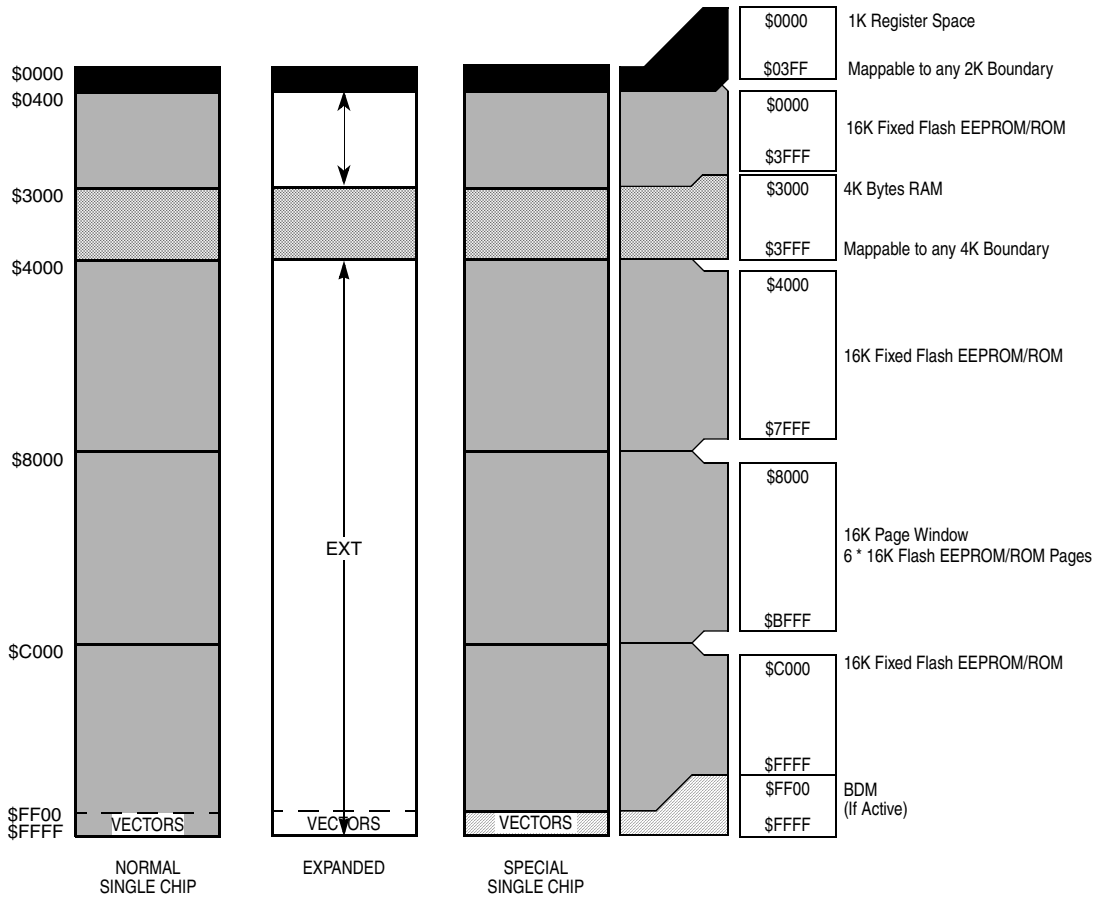 $0000
$0400
$3000
$4000
$8000
$C000
$FF00
$FFFF
VECTORS
NORMAL
SINGLE CHIP
EXT
VECTORS
EXPANDED
VECTORS
SPECIAL
SINGLE CHIP
$0000
1K Register Space
$03FF
Mappable to any 2K Boundary
$0000
16K Fixed Flash EEPROM/ROM
$3FFF
$3000
4K Bytes RAM
$3FFF
Mappable to any 4K Boundary
$4000
16K Fixed Flash EEPROM/ROM
$7FFF
$8000
16K Page Window
6 * 16K Flash EEPROM/ROM Pages
$BFFF
$C000
16K Fixed Flash EEPROM/ROM
$FFFF
$FF00
BDM
(If Active)
$FFFF